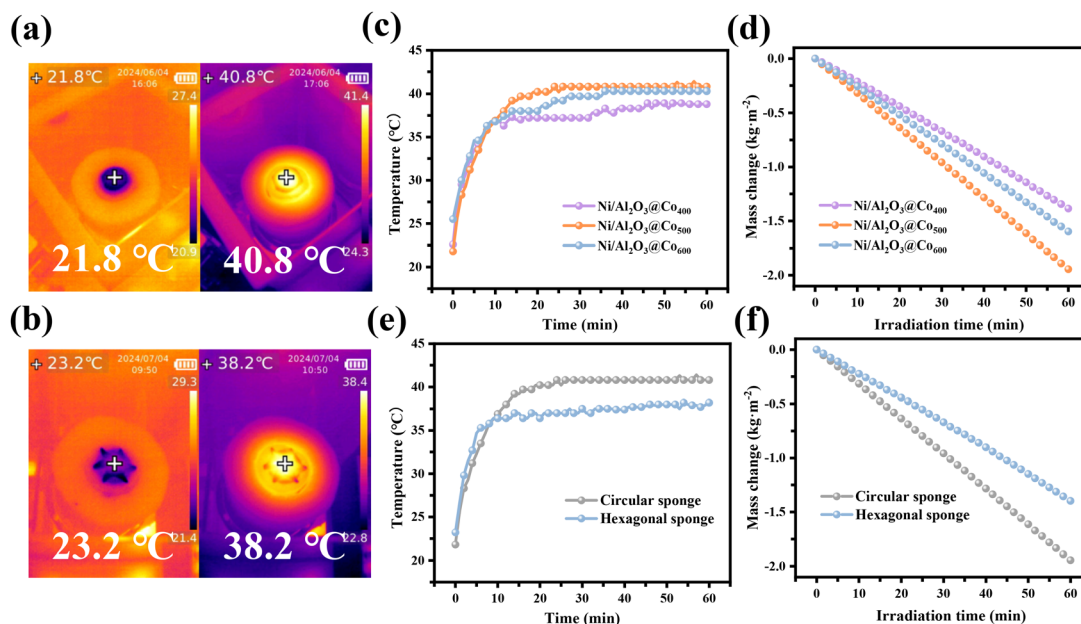 (a)
+ 21.8℃
2024/06/04
16:06
27.4
20.9
21.8 ℃
+ 40.8℃
2024/06/04
17:06
41.4
24.3
40.8 ℃
(c)
Temperature (℃)
45
40
35
30
25
20
Ni/Al₂O₃@Co₄₀₀
Ni/Al₂O₃@Co₅₀₀
Ni/Al₂O₃@Co₆₀₀
0 10 20 30 40 50 60
Time (min)
(d)
Mass change (kg·m⁻²)
0.0
-0.5
-1.0
-1.5
-2.0
Ni/Al₂O₃@Co₄₀₀
Ni/Al₂O₃@Co₅₀₀
Ni/Al₂O₃@Co₆₀₀
0 10 20 30 40 50 60
Irradiation time (min)
(b)
+ 23.2℃
2024/07/04
09:50
29.3
21.4
23.2 ℃
+ 38.2℃
2024/07/04
10:50
38.4
22.8
38.2 ℃
(e)
Temperature (℃)
45
40
35
30
25
20
Circular sponge
Hexagonal sponge
0 10 20 30 40 50 60
Time (min)
(f)
Mass change (kg·m⁻²)
0.0
-0.5
-1.0
-1.5
-2.0
Circular sponge
Hexagonal sponge
0 10 20 30 40 50 60
Irradiation time (min)